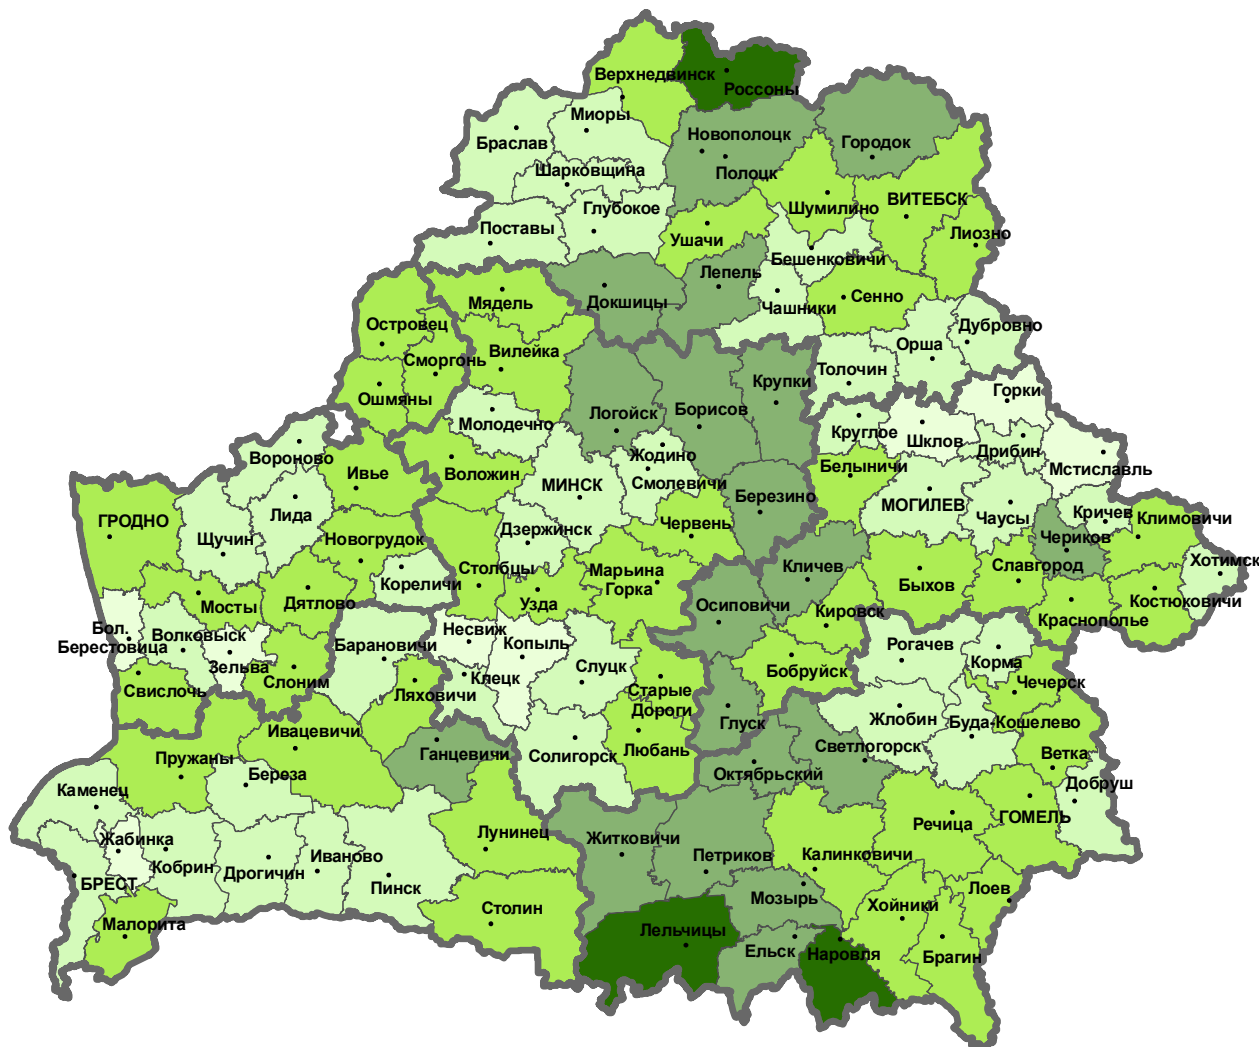 Верхнедвинск
Россоны
Миоры
Браслав
Новополоцк
Городок
Шарковщина
Полоцк
Глубокое
Шумилино
ВИТЕБСК
Поставы
Ушачи
Лиозно
Бешенковичи
Лепель
Докшицы
Мядель
Чашники
Сенно
Островец
Дубровно
Вилейка
Сморгонь
Орша
Толочин
Крупки
Ошмяны
Горки
Логойск
Борисов
Молодечно
Круглое
Шклов
Дрибин
Вороново
Жодино
Мстиславль
Ивье
Воложин
Белыничи
МИНСК
Смолевичи
Березино
МОГИЛЕВ
Лида
Кричев
ГРОДНО
Чаусы
Климовичи
Червень
Дзержинск
Щучин
Новогрудок
Чериков
Хотимск
Кличев
Славгород
Столбцы
Марьина
Горка
Кореличи
Быхов
Мосты
Дятлово
Узда
Осиповичи
Костюковичи
Кировск
Краснополье
Бол.
Берестовица
Волковыск
Несвиж
Копыль
Барановичи
Рогачев
Зельва
Слуцк
Корма
Бобруйск
Клецк
Слоним
Свислочь
Ляховичи
Старые
Дороги
Чечерск
Глуск
Жлобин
Буда-Кошелево
Ивацевичи
Светлогорск
Ганцевичи
Любань
Пружаны
Солигорск
Ветка
Береза
Октябрьский
Добруш
Каменец
ГОМЕЛЬ
Речица
Лунинец
Житковичи
Жабинка
Петриков
Калинковичи
Иваново
Кобрин
Дрогичин
БРЕСТ
Пинск
Лоев
Мозырь
Хойники
Столин
Малорита
Лельчицы
Ельск
Наровля
Брагин